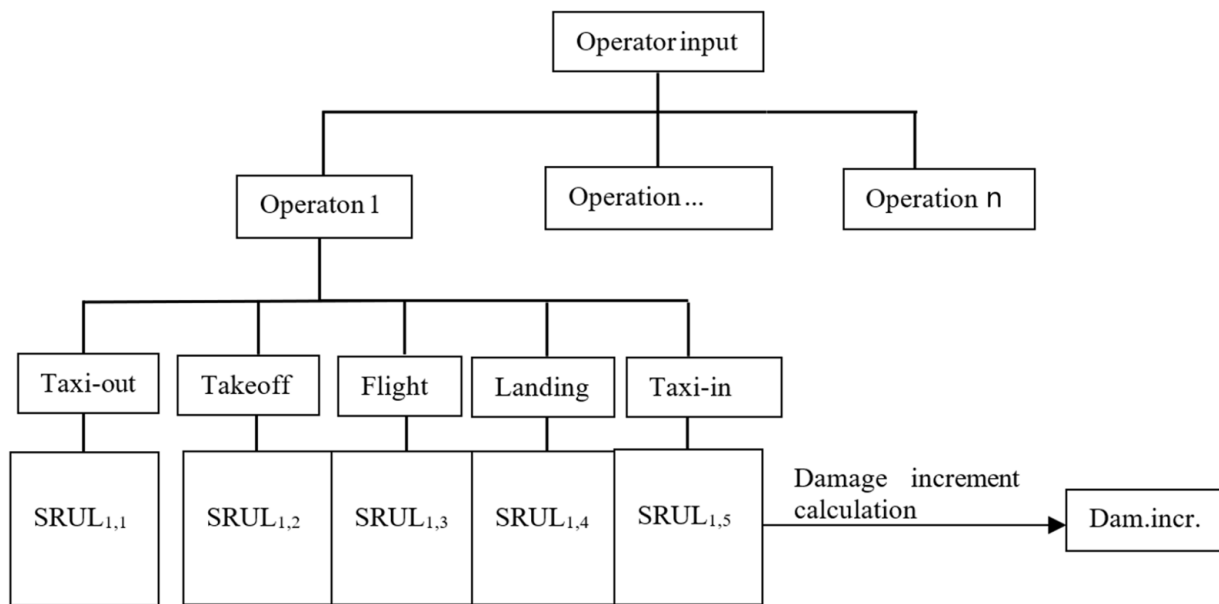 Operator input
Operaton 1
Operation ...
Operation n
Taxi-out
Takeoff
Flight
Landing
Taxi-in
SRUL1,1
SRUL1,2
SRUL1,3
SRUL1,4
SRUL1,5
Damage increment
calculation
Dam.incr.